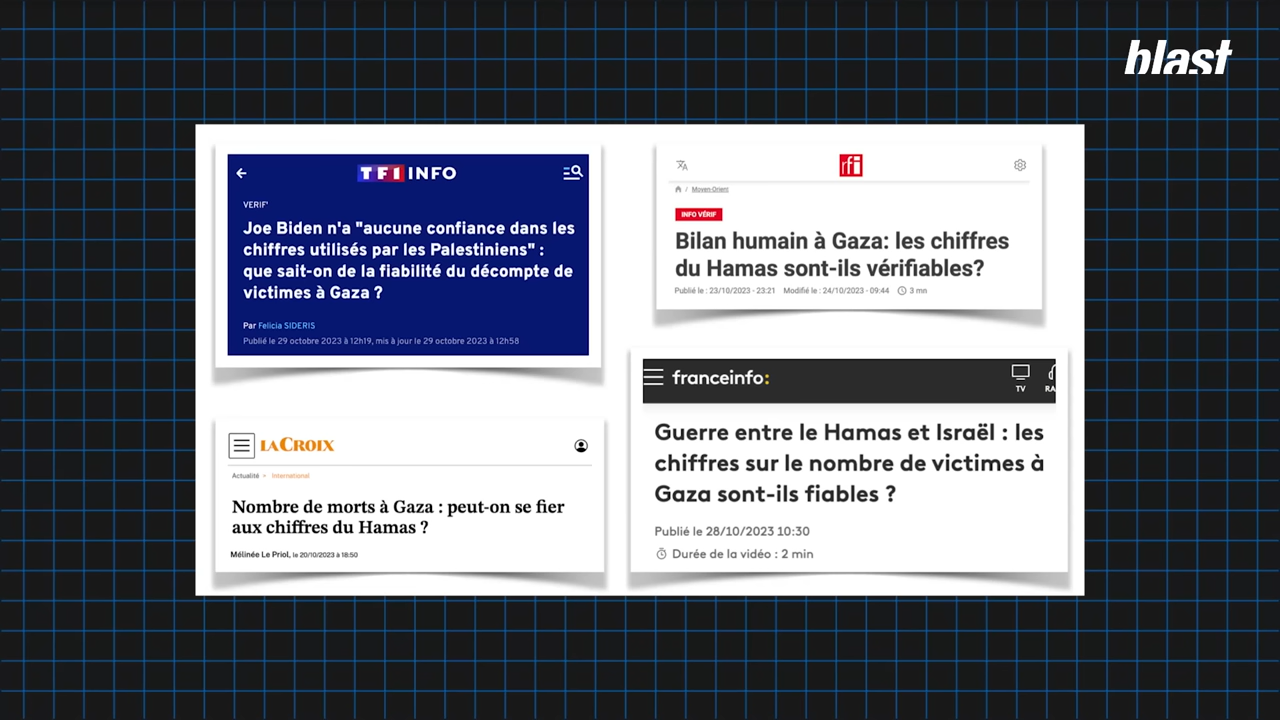 blast
TF1 INFO
VERIF'
Joe Biden n'a "aucune confiance dans les
chiffres utilisés par les Palestiniens" :
que sait-on de la fiabilité du décompte de
victimes à Gaza ?
Par Felicia SIDERIS
Publié le 29 octobre 2023 à 12h19, mis à jour le 29 octobre 2023 à 12h58
rfi
/ Moyen-Orient
INFO VÉRIF
Bilan humain à Gaza: les chiffres
du Hamas sont-ils vérifiables?
Publié le : 23/10/2023 - 23:21 Modifié le : 24/10/2023 - 09:44 3 mn
LA CROIX
Actualité International
Nombre de morts à Gaza : peut-on se fier
aux chiffres du Hamas ?
Mélinée Le Priol, le 20/10/2023 à 18:50
franceinfo:
TV RA
Guerre entre le Hamas et Israël : les
chiffres sur le nombre de victimes à
Gaza sont-ils fiables ?
Publié le 28/10/2023 10:30
Durée de la vidéo : 2 min